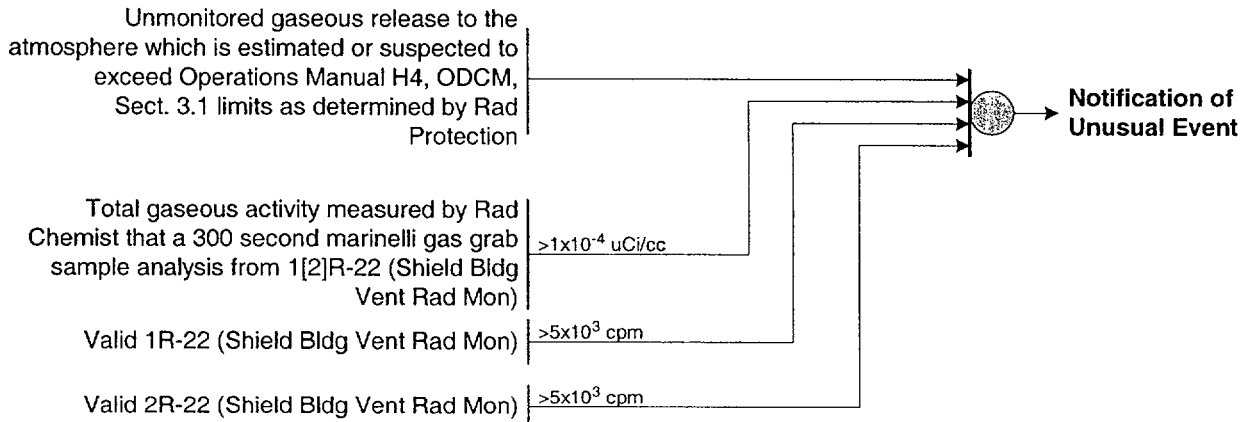 Unmonitored gaseous release to the
atmosphere which is estimated or suspected to
exceed Operations Manual H4, ODCM,
Sect. 3.1 limits as determined by Rad
Protection
Notification of
Unusual Event
Total gaseous activity measured by Rad
Chemist that a 300 second marinelli gas grab
sample analysis from 1[2]R-22 (Shield Bldg
Vent Rad Mon)
>1x10⁻⁴ uCi/cc
Valid 1R-22 (Shield Bldg Vent Rad Mon)
>5x10³ cpm
Valid 2R-22 (Shield Bldg Vent Rad Mon)
>5x10³ cpm